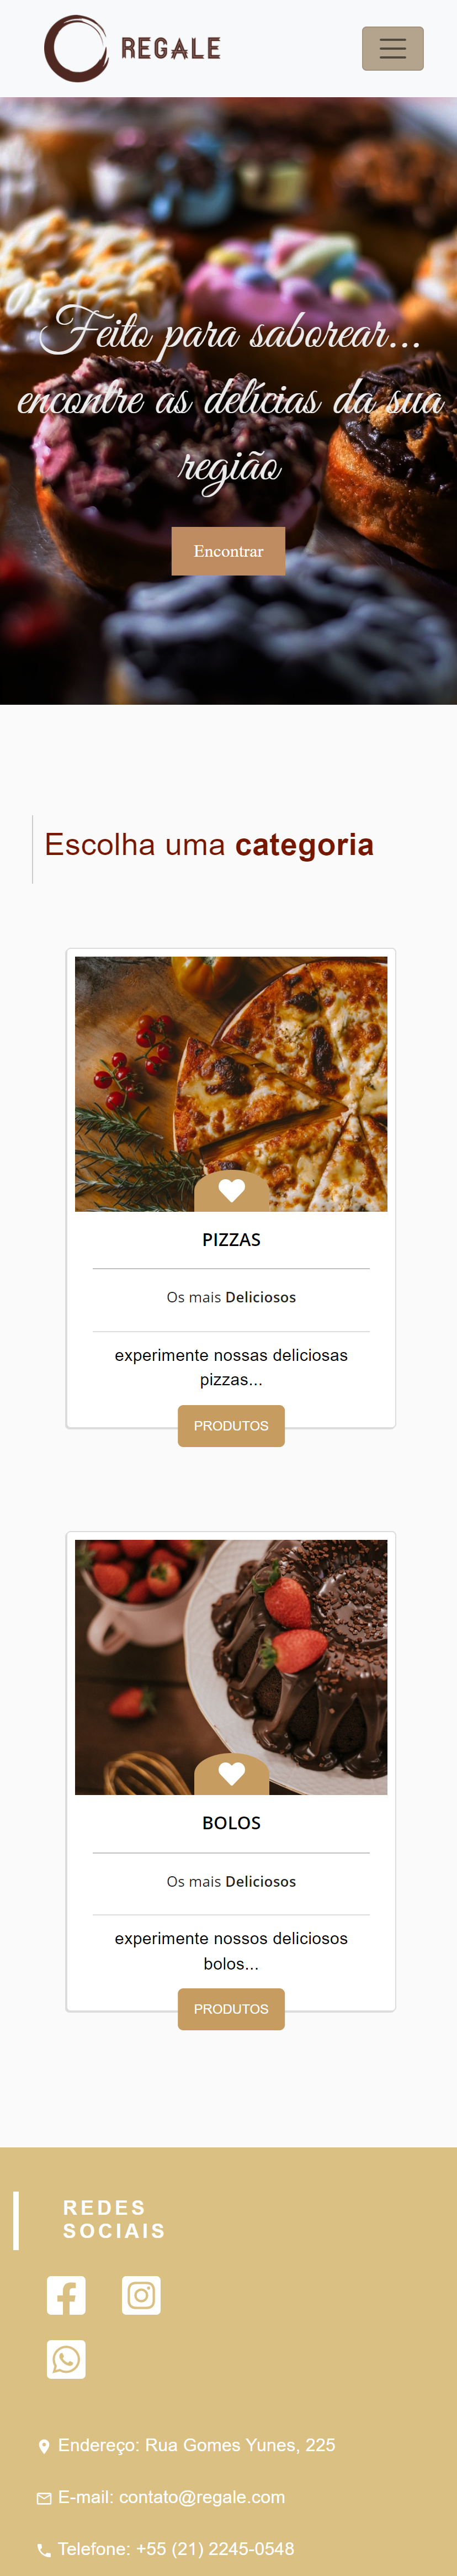 REGALE
Feito para saborear...
encontre as delícias da sua
região
Encontrar
Escolha uma categoria
PIZZAS
Os mais Deliciosos
experimente nossas deliciosas
pizzas...
PRODUTOS
BOLOS
Os mais Deliciosos
experimente nossos deliciosos
bolos...
PRODUTOS
REDES
SOCIAIS
Endereço: Rua Gomes Yunes, 225
E-mail: contato@regale.com
Telefone: +55 (21) 2245-0548